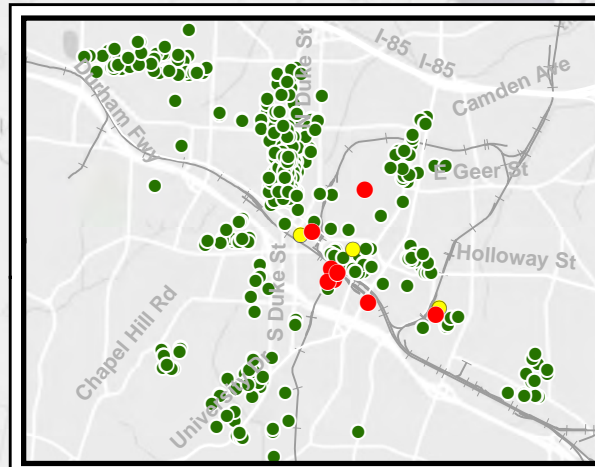 I-85 I-85
N Duke St
Camden Ave
Durham Fwy
E Geer St
Holloway St
S Duke St
Chapel Hill Rd
University Dr